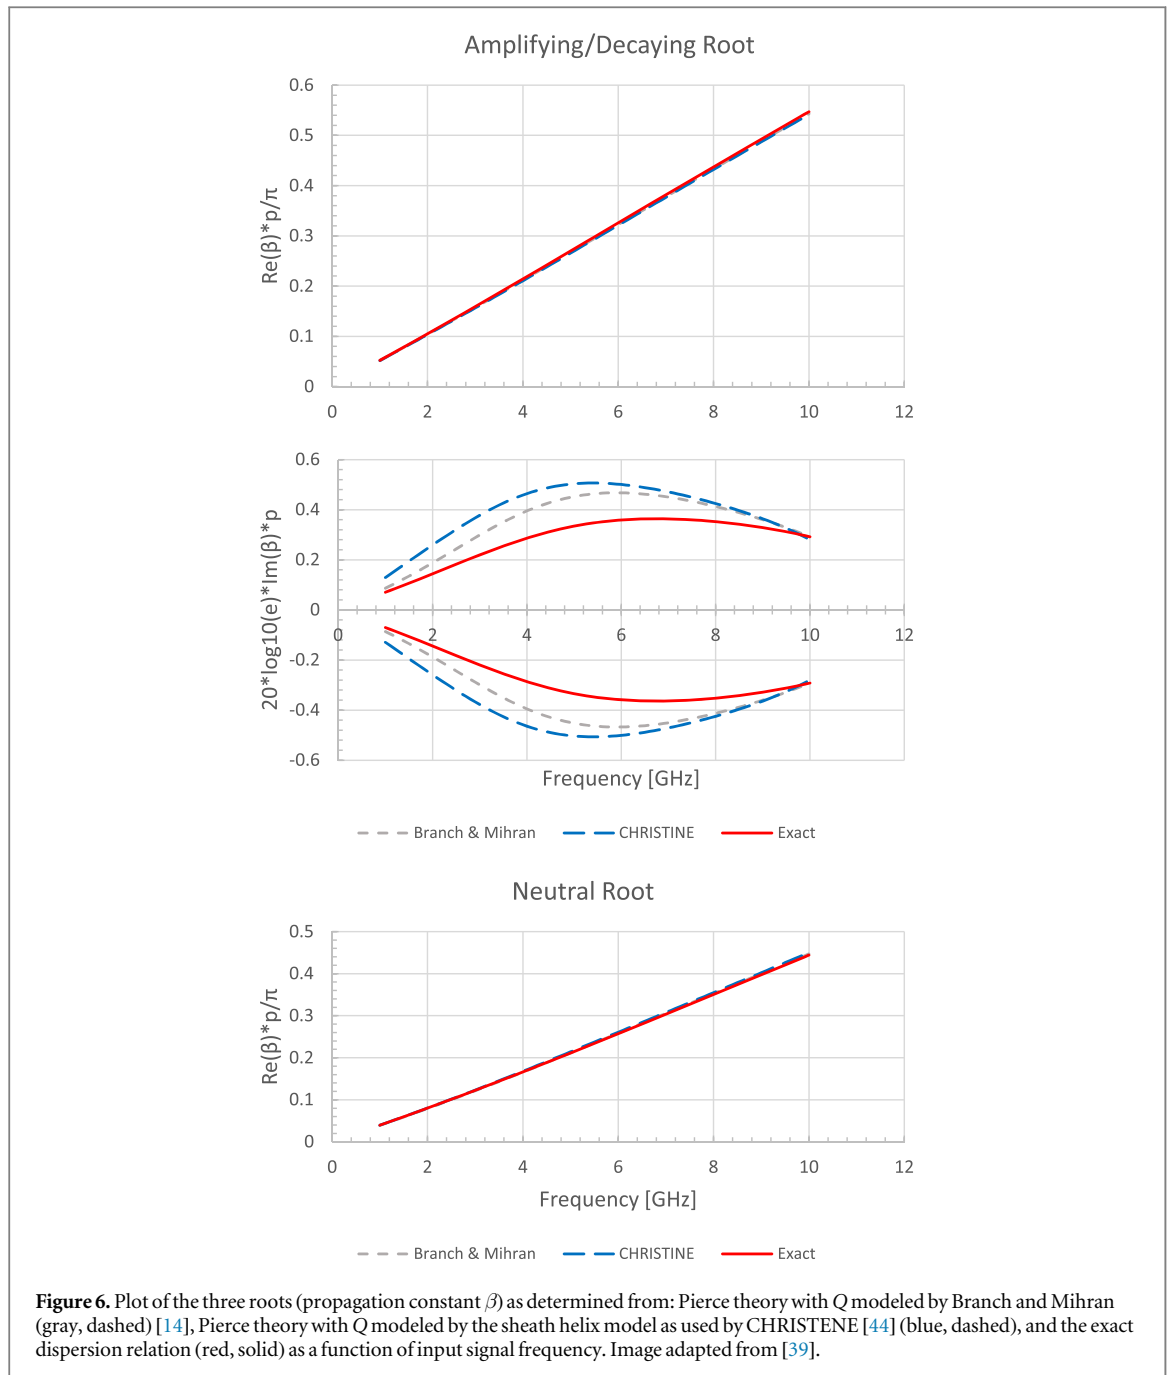 Amplifying/Decaying Root
0.6
0.5
0.4
0.3
0.2
0.1
0
Re(β)*p/π
0 2 4 6 8 10 12
0.6
0.4
0.2
0
-0.2
-0.4
-0.6
20*log10(e)*Im(β)*p
0 2 4 6 8 10 12
Frequency [GHz]
Branch & Mihran CHRISTINE Exact
Neutral Root
0.5
0.4
0.3
0.2
0.1
0
Re(β)*p/π
0 2 4 6 8 10 12
Frequency [GHz]
Branch & Mihran CHRISTINE Exact
Figure 6. Plot of the three roots (propagation constant β) as determined from: Pierce theory with Q modeled by Branch and Mihran
(gray, dashed) [14], Pierce theory with Q modeled by the sheath helix model as used by CHRISTENE [44] (blue, dashed), and the exact
dispersion relation (red, solid) as a function of input signal frequency. Image adapted from [39].